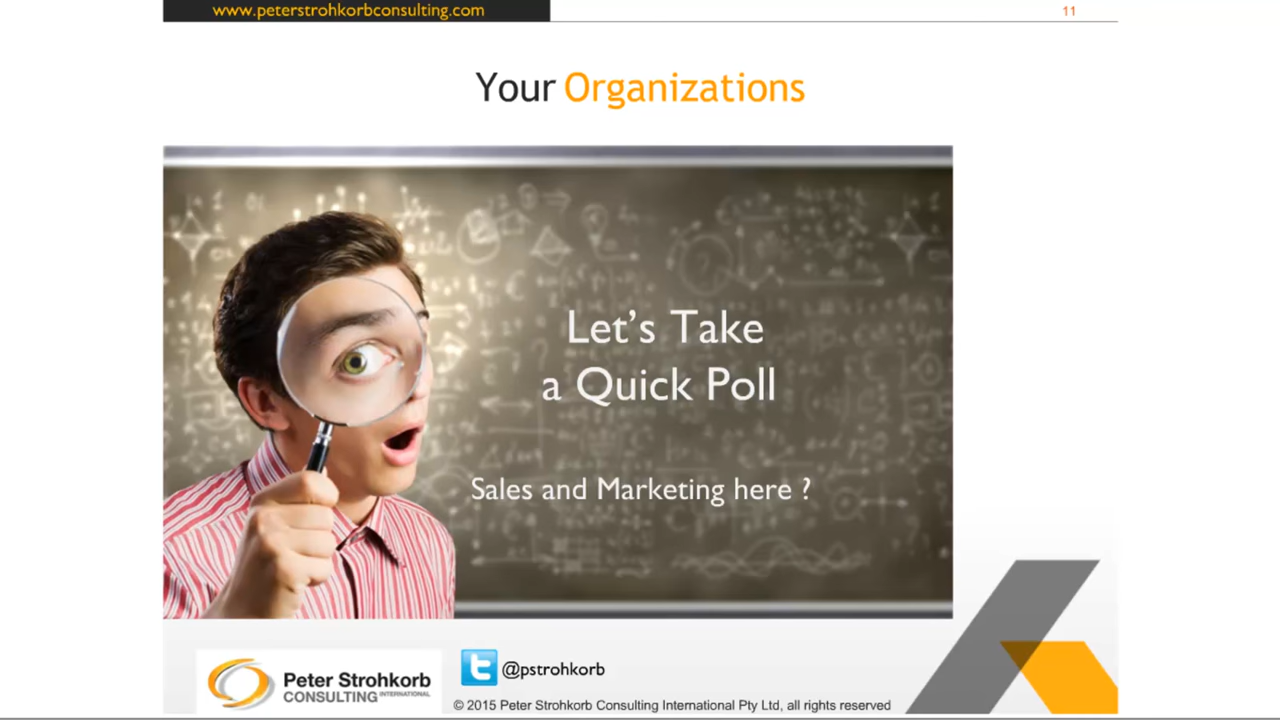 www.peterstrohkorbconsulting.com
11
Your Organizations
Let’s Take
a Quick Poll
Sales and Marketing here ?
Peter Strohkorb
CONSULTING INTERNATIONAL
@pstrohkorb
© 2015 Peter Strohkorb Consulting International Pty Ltd, all rights reserved